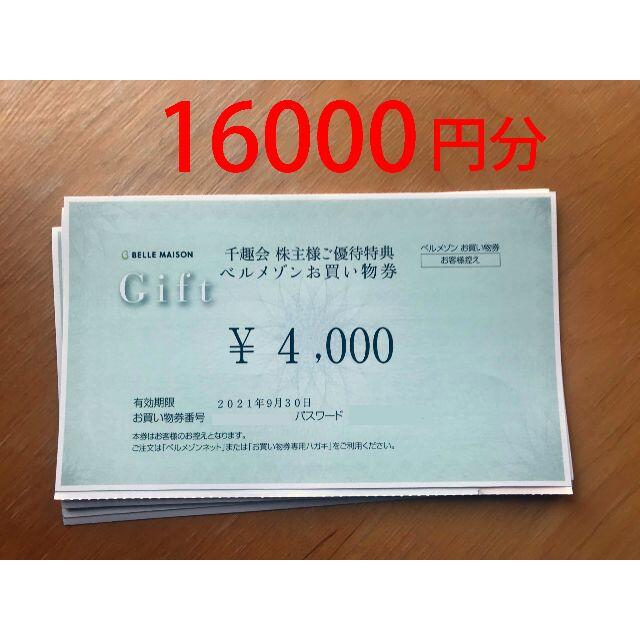 16000円分
BELLE MAISON
Gift
千趣会 株主様ご優待特典
ベルメゾンお買い物券
ベルメゾン お買い物券
お客様控え
¥ 4,000
有効期限 2021年9月30日
お買い物券番号 パスワード
本券はお客様のお控えとなります。
ご注文は「ベルメゾンネット」または「お買い物券専用ハガキ」をご利用ください。